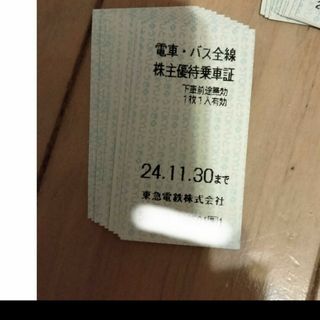 電車・バス全線
株主優待乗車証
下車前途無効
1枚1人有効
24.11.30まで
東急電鉄株式会社